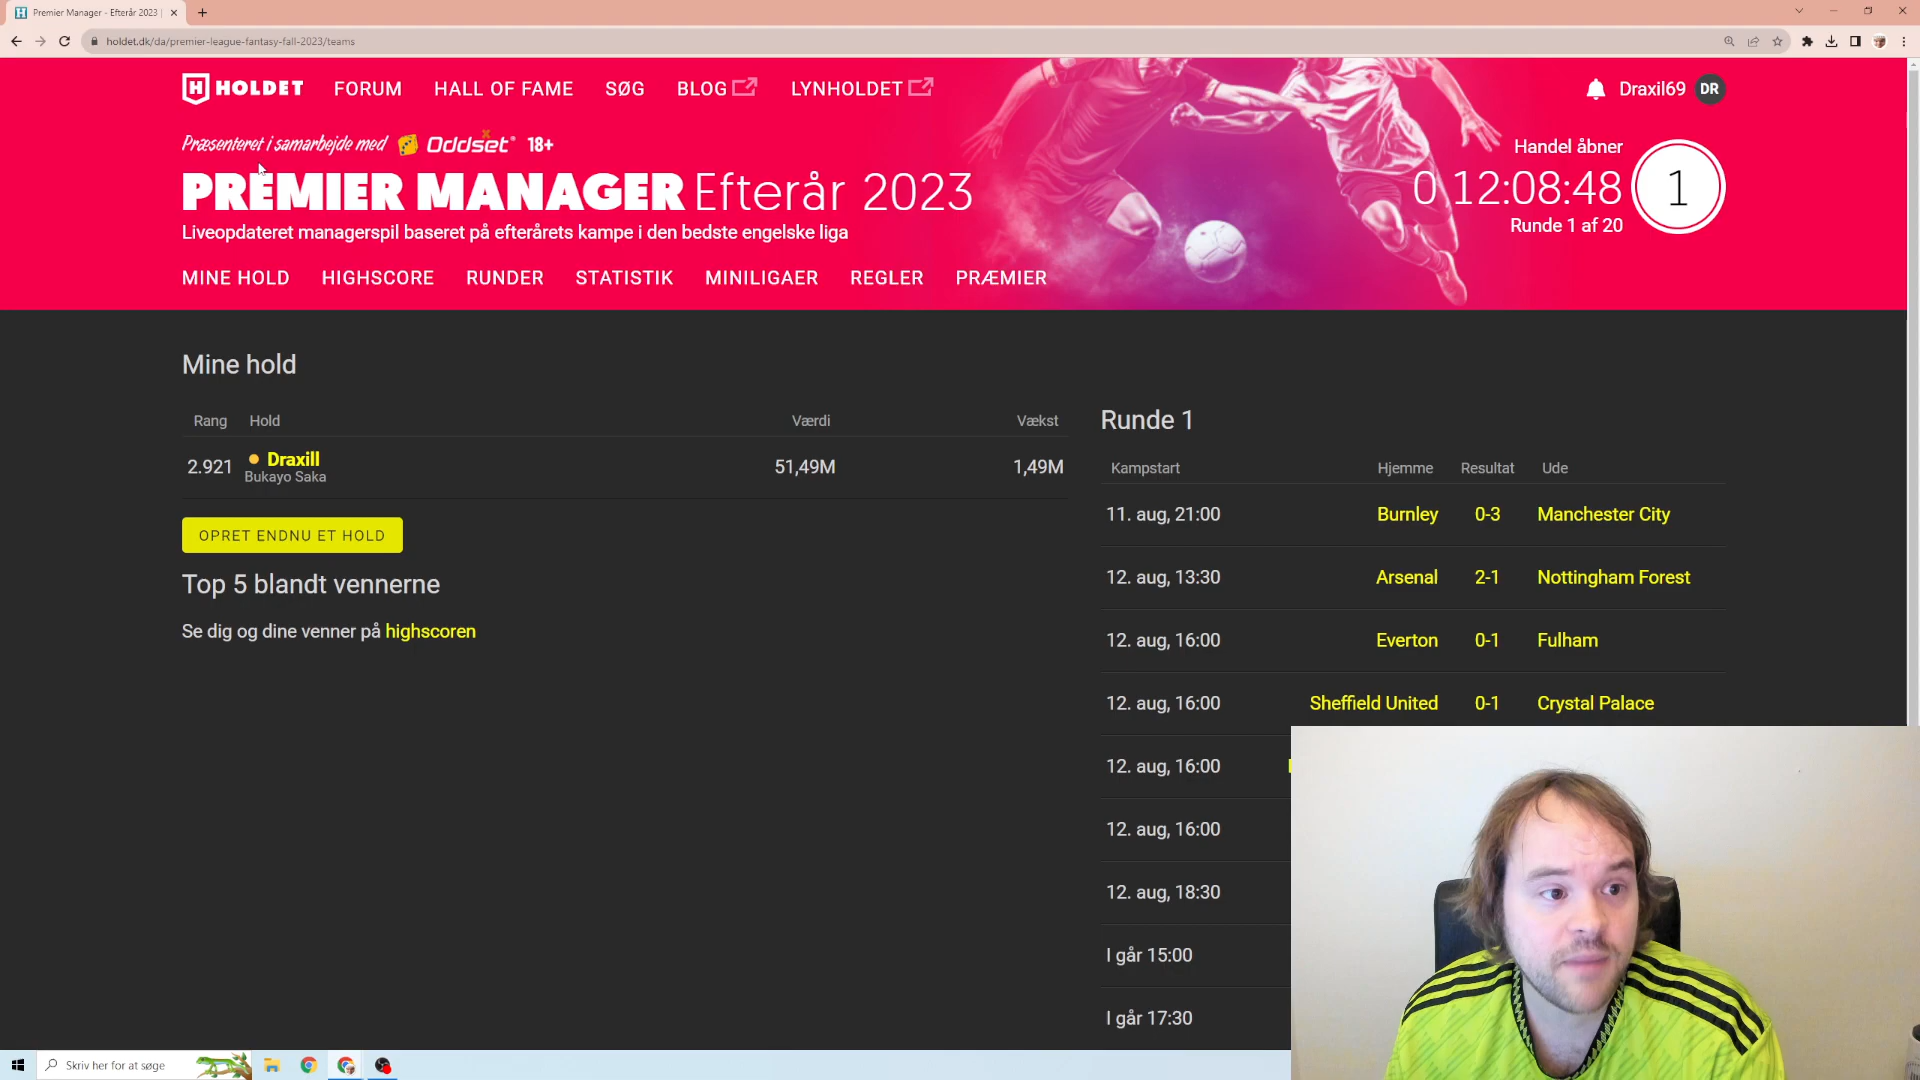 Premier Manager - Efterår 2023 |
holdet.dk/da/premier-league-fantasy-fall-2023/teams
HOLDET FORUM HALL OF FAME SØG BLOG LYNHOLDET Draxil69 DR
Præsenteret i samarbejde med Oddset 18+
Handel åbner
PREMIER MANAGER Efterår 2023
0 12:08:48 1
Liveopdateret managerspil baseret på efterårets kampe i den bedste engelske liga
Runde 1 af 20
MINE HOLD HIGHSCORE RUNDER STATISTIK MINILIGAER REGLER PRÆMIER
Mine hold
Rang Hold Værdi Vækst
2.921 Draxill 51,49M 1,49M
Bukayo Saka
OPRET ENDNU ET HOLD
Top 5 blandt vennerne
Se dig og dine venner på highscoren
Runde 1
Kampstart Hjemme Resultat Ude
11. aug, 21:00 Burnley 0-3 Manchester City
12. aug, 13:30 Arsenal 2-1 Nottingham Forest
12. aug, 16:00 Everton 0-1 Fulham
12. aug, 16:00 Sheffield United 0-1 Crystal Palace
12. aug, 16:00
12. aug, 16:00
12. aug, 18:30
I går 15:00
I går 17:30
Skriv her for at søge